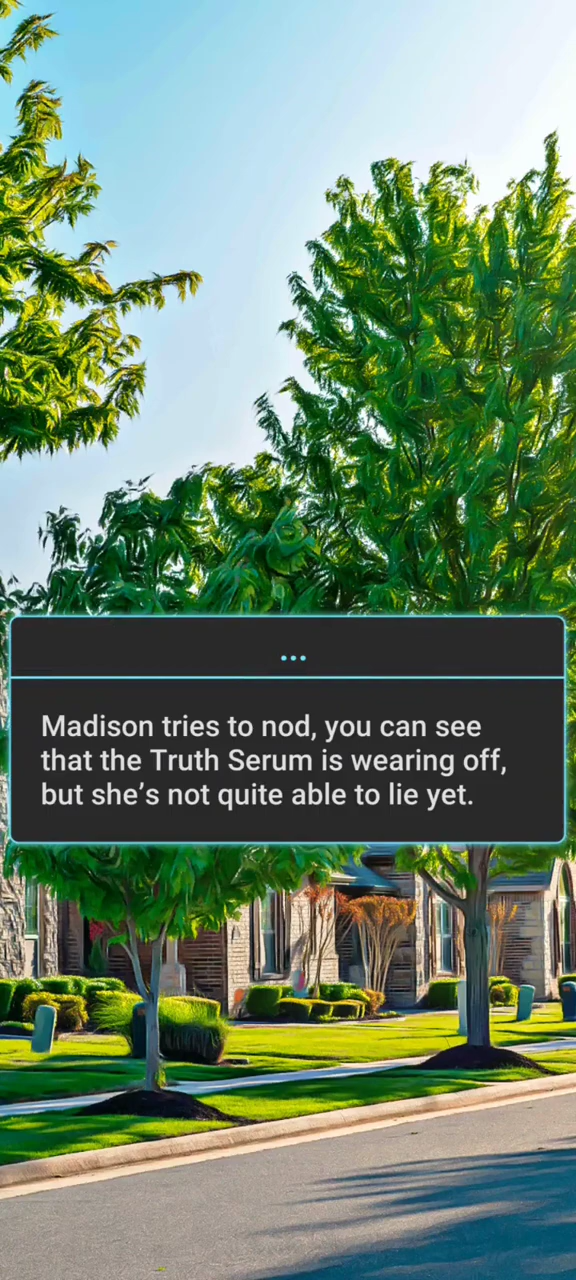 ...
Madison tries to nod, you can see
that the Truth Serum is wearing off,
but she’s not quite able to lie yet.